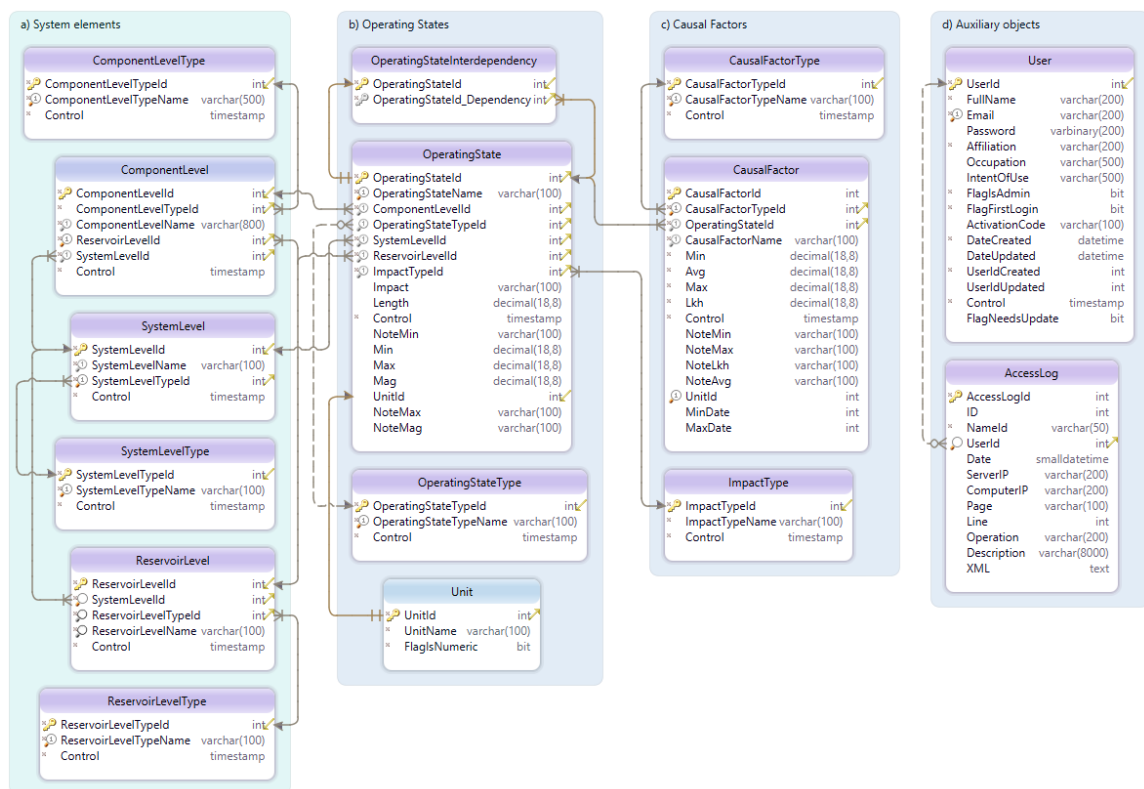 a) System elements
ComponentLevelType
ComponentLevelTypeId int
ComponentLevelTypeName varchar(500)
Control timestamp
ComponentLevel
ComponentLevelId int
ComponentLevelTypeId int
ComponentLevelName varchar(800)
ReservoirLevelId int
SystemLevelId int
Control timestamp
SystemLevel
SystemLevelId int
SystemLevelName varchar(100)
SystemLevelTypeId int
Control timestamp
SystemLevelType
SystemLevelTypeId int
SystemLevelTypeName varchar(100)
Control timestamp
ReservoirLevel
ReservoirLevelId int
SystemLevelId int
ReservoirLevelTypeId int
ReservoirLevelName varchar(100)
Control timestamp
ReservoirLevelType
ReservoirLevelTypeId int
ReservoirLevelTypeName varchar(100)
Control timestamp
b) Operating States
OperatingStateInterdependency
OperatingStateId int
OperatingStateId_Dependency int
OperatingState
OperatingStateId int
OperatingStateName varchar(100)
ComponentLevelId int
OperatingStateTypeId int
SystemLevelId int
ReservoirLevelId int
ImpactTypeId int
Impact varchar(100)
Length decimal(18,8)
Control timestamp
NoteMin varchar(100)
Min decimal(18,8)
Max decimal(18,8)
Mag decimal(18,8)
UnitId int
NoteMax varchar(100)
NoteMag varchar(100)
OperatingStateType
OperatingStateTypeId int
OperatingStateTypeName varchar(100)
Control timestamp
Unit
UnitId int
UnitName varchar(100)
FlagIsNumeric bit
c) Causal Factors
CausalFactorType
CausalFactorTypeId int
CausalFactorTypeName varchar(100)
Control timestamp
CausalFactor
CausalFactorId int
CausalFactorTypeId int
OperatingStateId int
CausalFactorName varchar(100)
Min decimal(18,8)
Avg decimal(18,8)
Max decimal(18,8)
Lkh decimal(18,8)
Control timestamp
NoteMin varchar(100)
NoteMax varchar(100)
NoteLkh varchar(100)
NoteAvg varchar(100)
UnitId int
MinDate int
MaxDate int
ImpactType
ImpactTypeId int
ImpactTypeName varchar(100)
Control timestamp
d) Auxiliary objects
User
UserId int
FullName varchar(200)
Email varchar(200)
Password varbinary(200)
Affiliation varchar(200)
Occupation varchar(500)
IntentOfUse varchar(500)
FlagIsAdmin bit
FlagFirstLogin bit
ActivationCode varchar(100)
DateCreated datetime
DateUpdated datetime
UserIdCreated int
UserIdUpdated int
Control timestamp
FlagNeedsUpdate bit
AccessLog
AccessLogId int
ID int
NameId varchar(50)
UserId int
Date smalldatetime
ServerIP varchar(200)
ComputerIP varchar(200)
Page varchar(100)
Line int
Operation varchar(200)
Description varchar(8000)
XML text